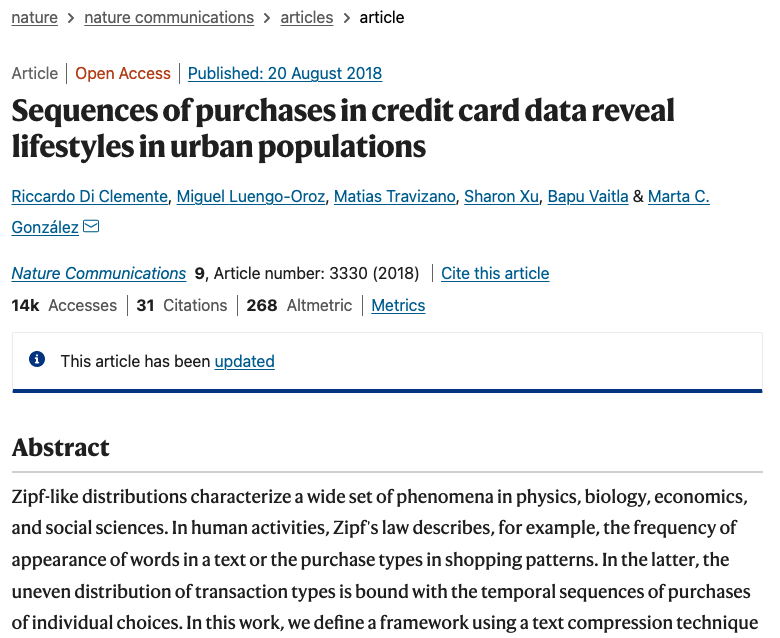 nature > nature communications > articles > article
Article | Open Access | Published: 20 August 2018
Sequences of purchases in credit card data reveal
lifestyles in urban populations
Riccardo Di Clemente, Miguel Luengo-Oroz, Matias Travizano, Sharon Xu, Bapu Vaitla & Marta C.
González
Nature Communications 9, Article number: 3330 (2018) | Cite this article
14k Accesses | 31 Citations | 268 Altmetric | Metrics
This article has been updated
Abstract
Zipf-like distributions characterize a wide set of phenomena in physics, biology, economics,
and social sciences. In human activities, Zipf's law describes, for example, the frequency of
appearance of words in a text or the purchase types in shopping patterns. In the latter, the
uneven distribution of transaction types is bound with the temporal sequences of purchases
of individual choices. In this work, we define a framework using a text compression technique